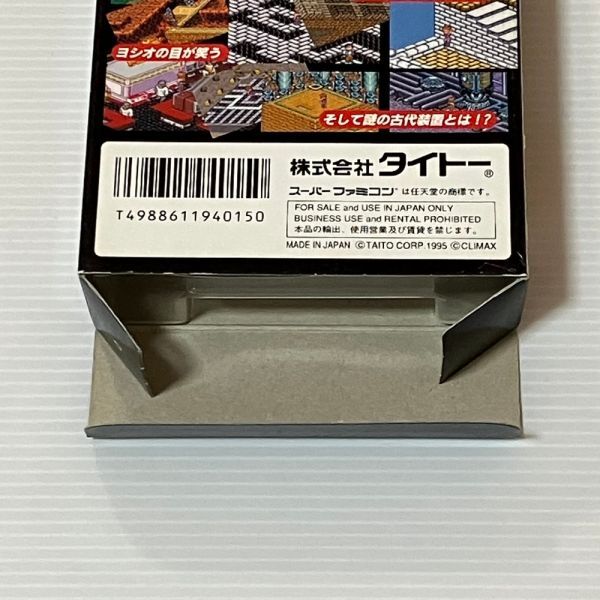 ヨシオの目が笑う
そして謎の古代装置とは!?
T4988611940150
株式会社 タイトー®
スーパーファミコン™は任天堂の商標です。
FOR SALE and USE IN JAPAN ONLY
BUSINESS USE and RENTAL PROHIBITED
本品の輸出、使用営業及び賃貸を禁じます。
MADE IN JAPAN ©TAITO CORP. 1995 ©CLIMAX